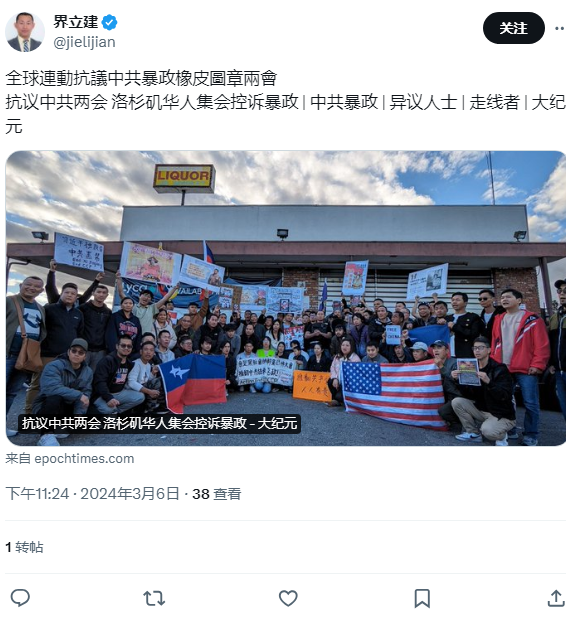 界立建
@jielijian
关注
全球連動抗議中共暴政橡皮圖章兩會
抗议中共两会 洛杉矶华人集会控诉暴政 | 中共暴政 | 异议人士 | 走线者 | 大纪
元
LIQUOR
抗议中共两会 洛杉矶华人集会控诉暴政 - 大纪元
来自 epochtimes.com
下午11:24 · 2024年3月6日 · 38 查看
1 转帖